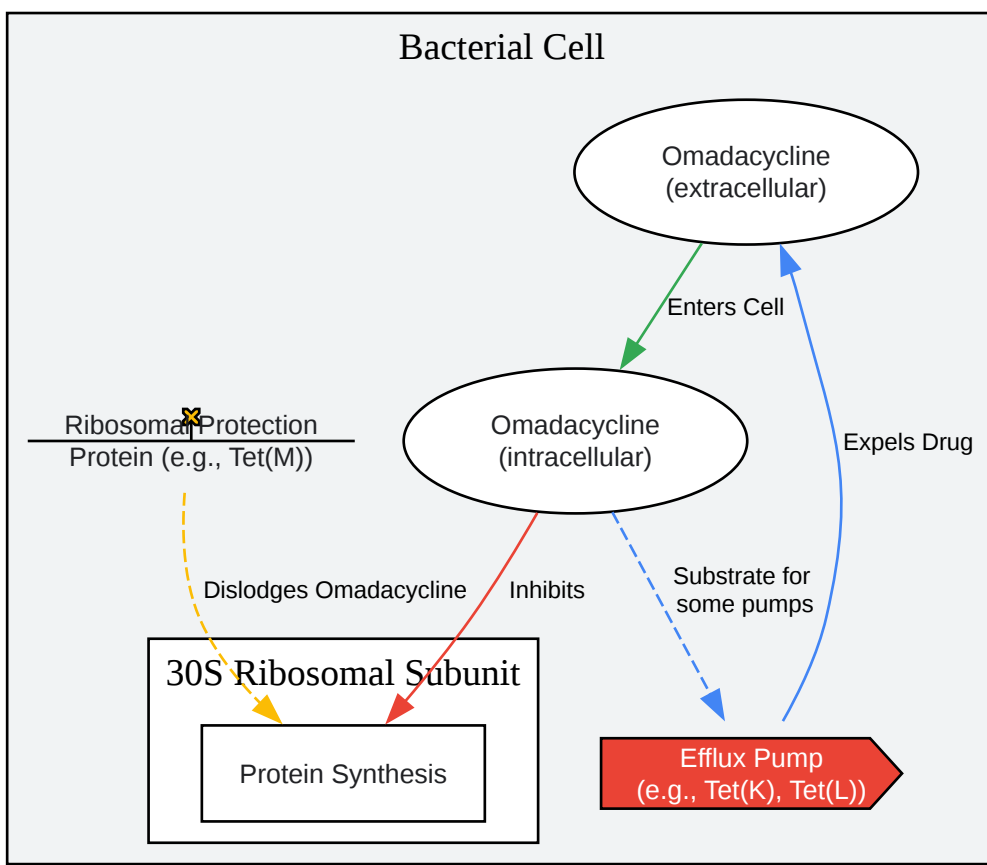 Bacterial Cell
Omadacycline
(extracellular)
Enters Cell
Ribosomal Protection
Protein (e.g., Tet(M))
Omadacycline
(intracellular)
Expels Drug
Dislodges Omadacycline
Inhibits
Substrate for
some pumps
30S Ribosomal Subunit
Protein Synthesis
Efflux Pump
(e.g., Tet(K), Tet(L))